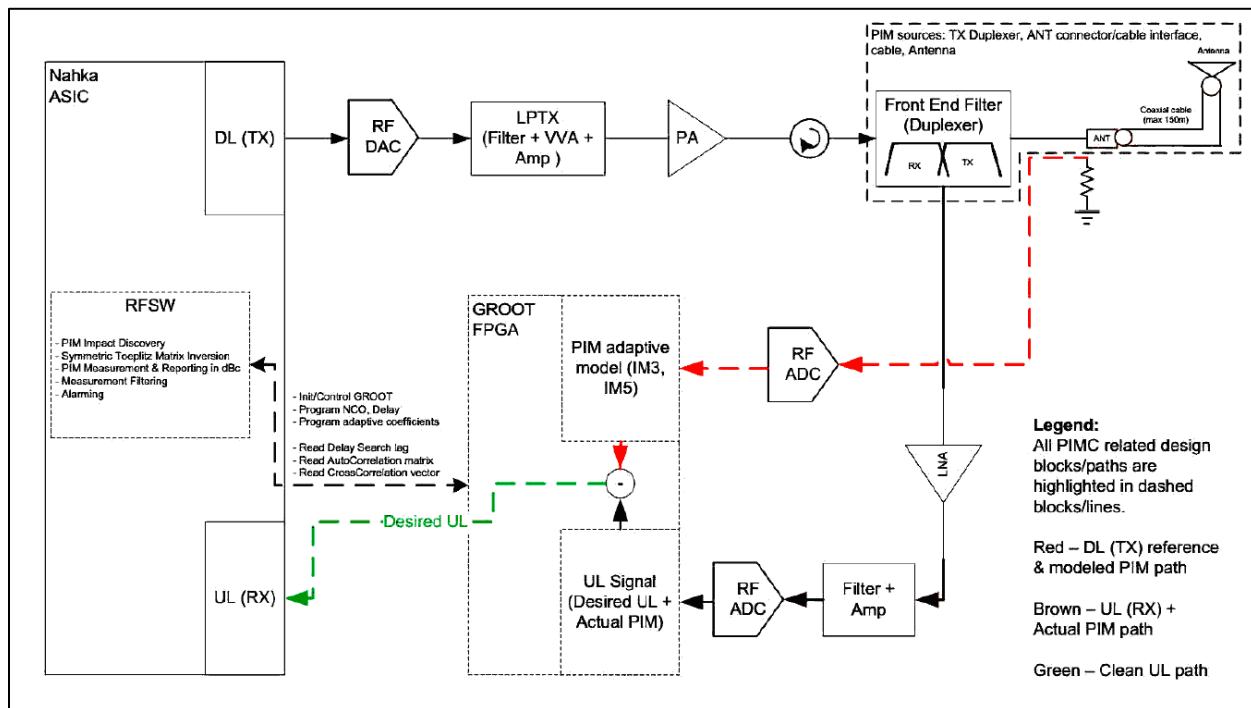 PIM sources: TX Duplexer, ANT connector/cable interface,
cable, Antenna
Antenna
Nahka
ASIC
DL (TX)
RF
DAC
LPTX
(Filter + VVA +
Amp )
PA
Front End Filter
(Duplexer)
RX
TX
Coaxial cable
(max 150m)
ANT
RFSW
- PIM Impact Discovery
- Symmetric Toeplitz Matrix Inversion
- PIM Measurement & Reporting in dBc
- Measurement Filtering
- Alarming
- Init/Control GROOT
- Program NCO, Delay
- Program adaptive coefficients
- Read Delay Search lag
- Read AutoCorrelation matrix
- Read CrossCorrelation vector
GROOT
FPGA
PIM adaptive
model (IM3,
IM5)
RF
ADC
-
Desired UL
UL (RX)
UL Signal
(Desired UL +
Actual PIM)
RF
ADC
Filter +
Amp
LNA
Legend:
All PIMC related design
blocks/paths are
highlighted in dashed
blocks/lines.
Red – DL (TX) reference
& modeled PIM path
Brown – UL (RX) +
Actual PIM path
Green – Clean UL path